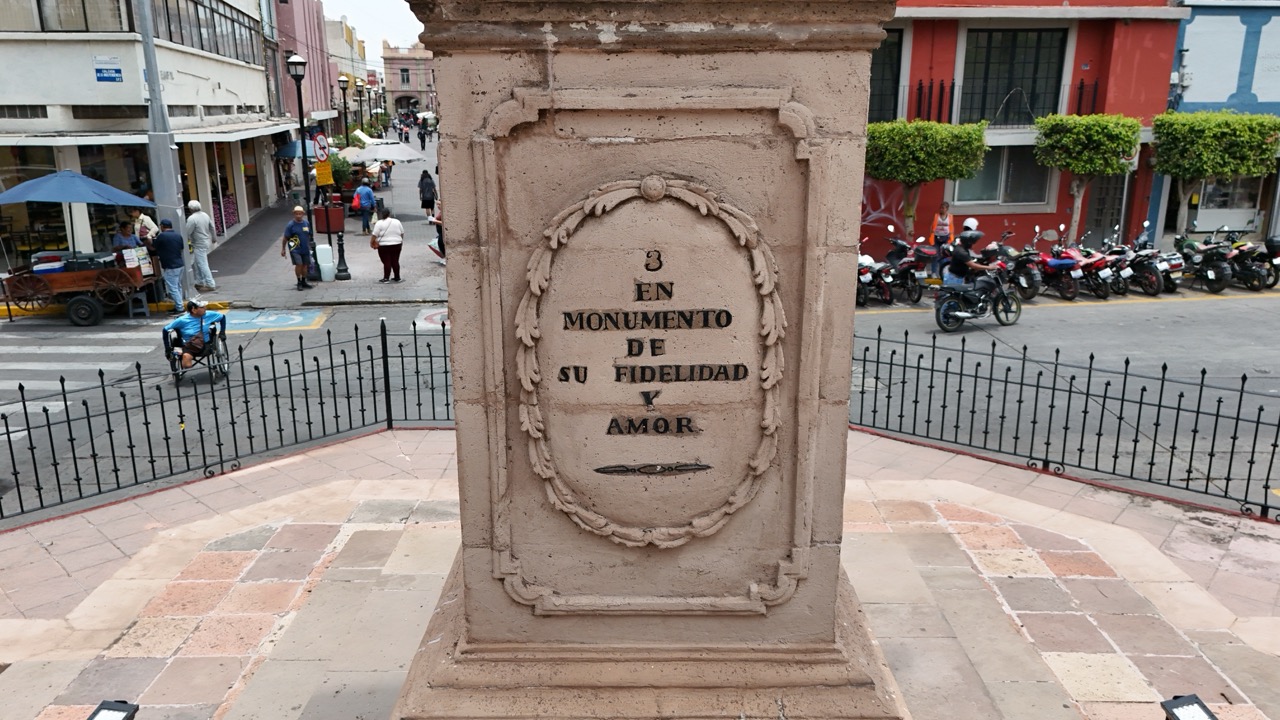 3
EN
MONUMENTO
DE
SU FIDELIDAD
Y
AMOR